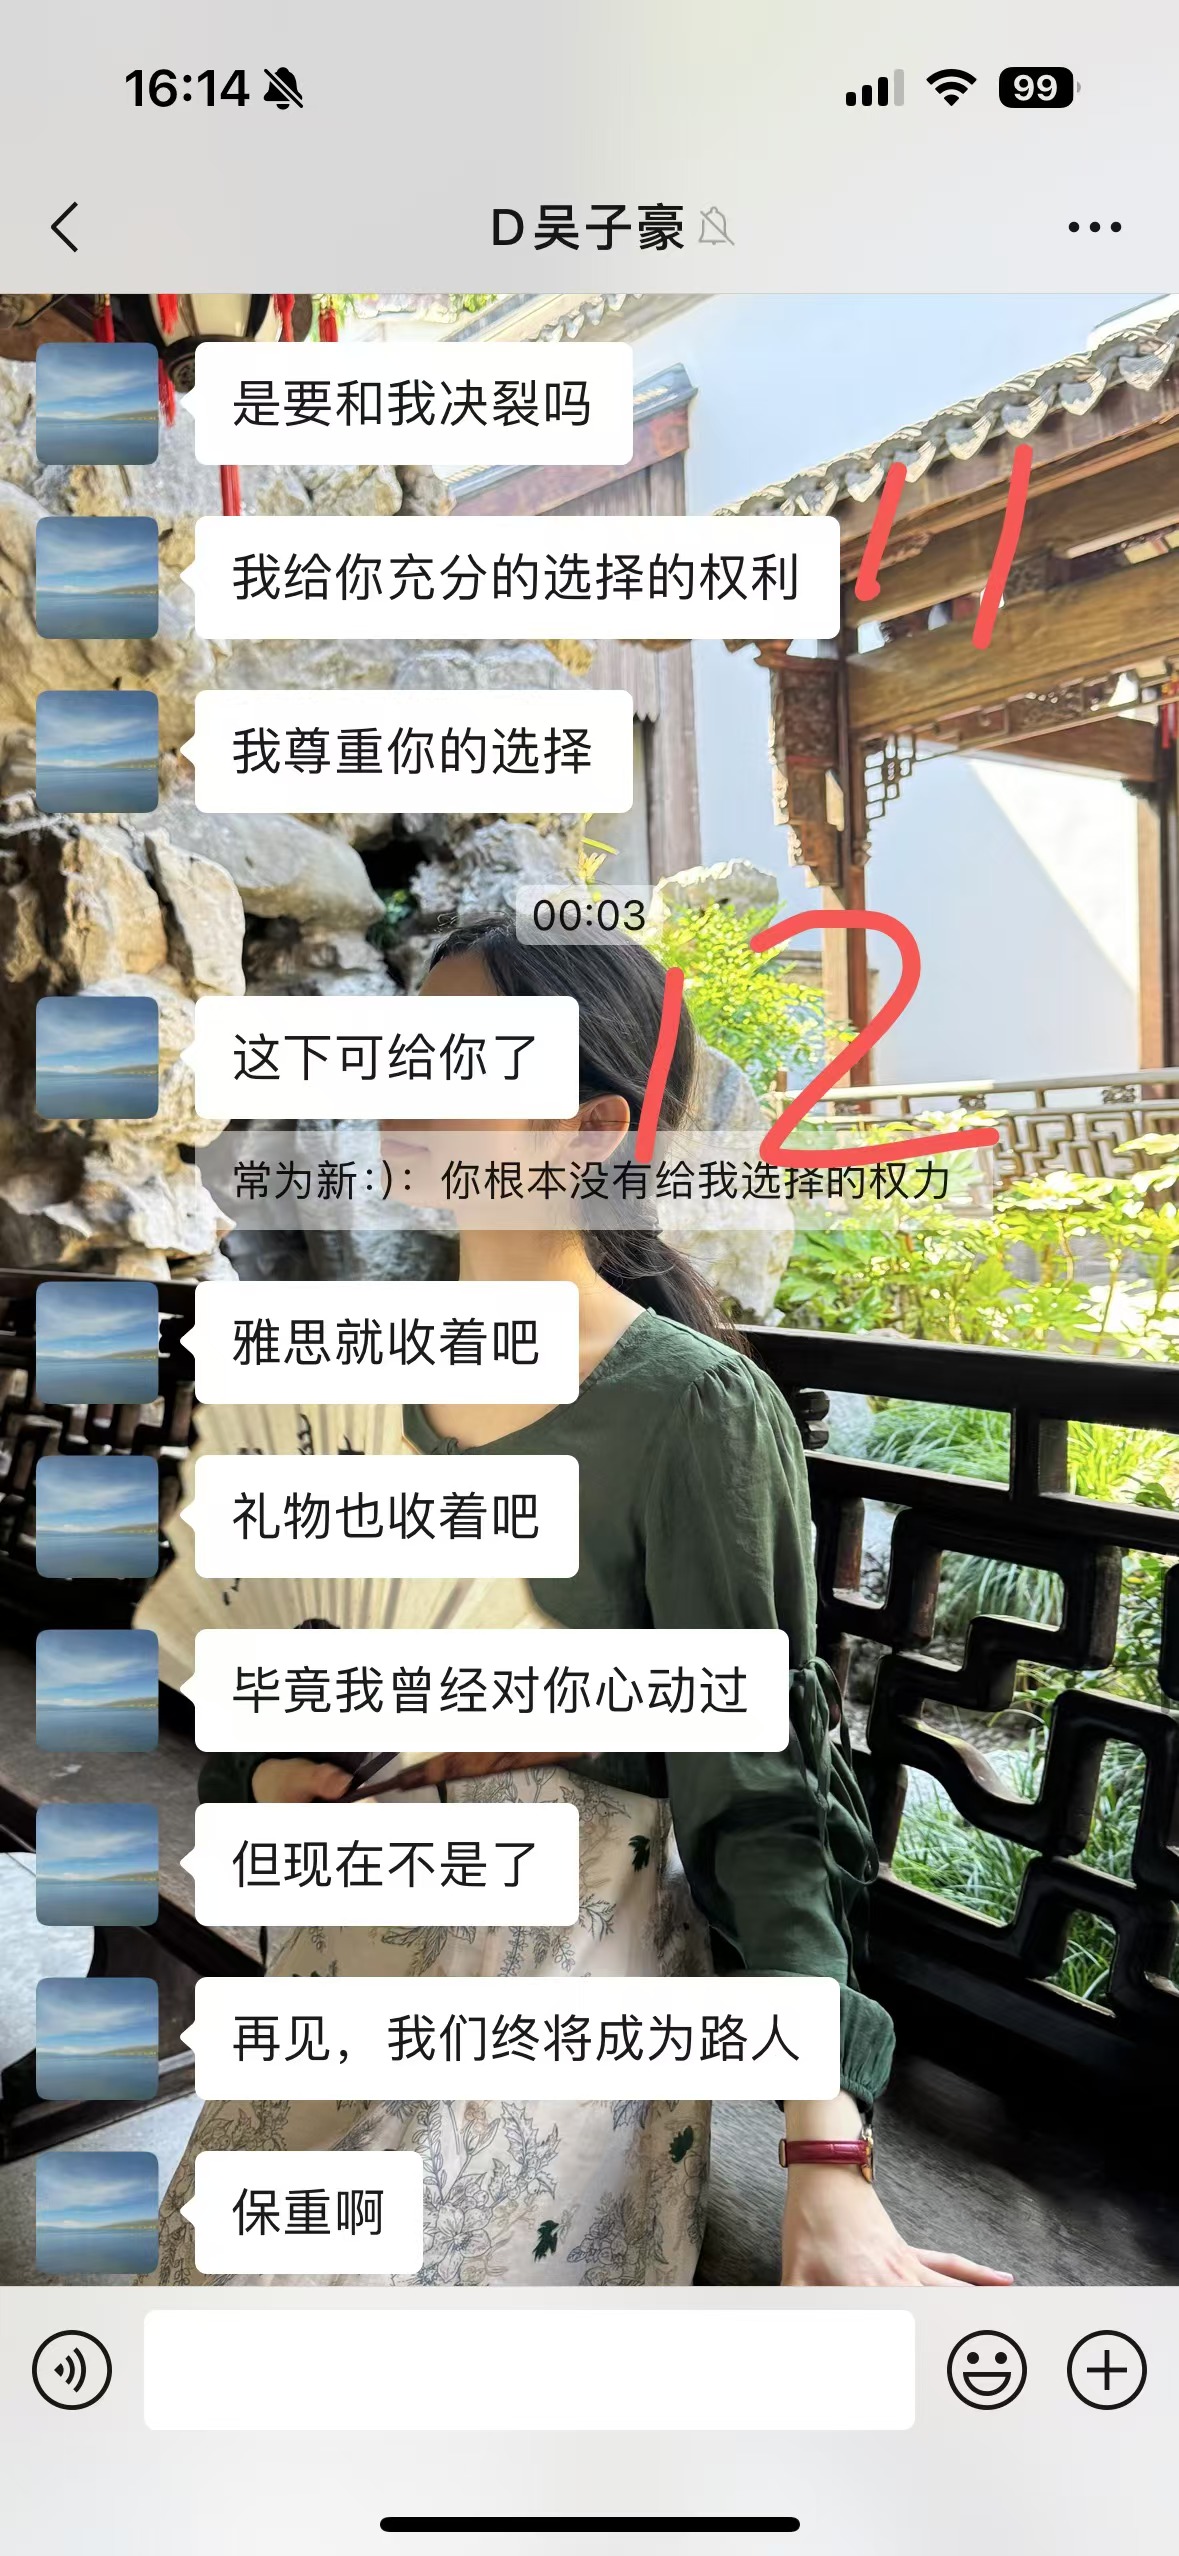 16:14
99
D吴子豪
是要和我决裂吗
我给你充分的选择的权利
11
我尊重你的选择
00:03
12
这下可给你了
常为新:)：你根本没有给我选择的权力
雅思就收着吧
礼物也收着吧
毕竟我曾经对你心动过
但现在不是了
再见，我们终将成为路人
保重啊